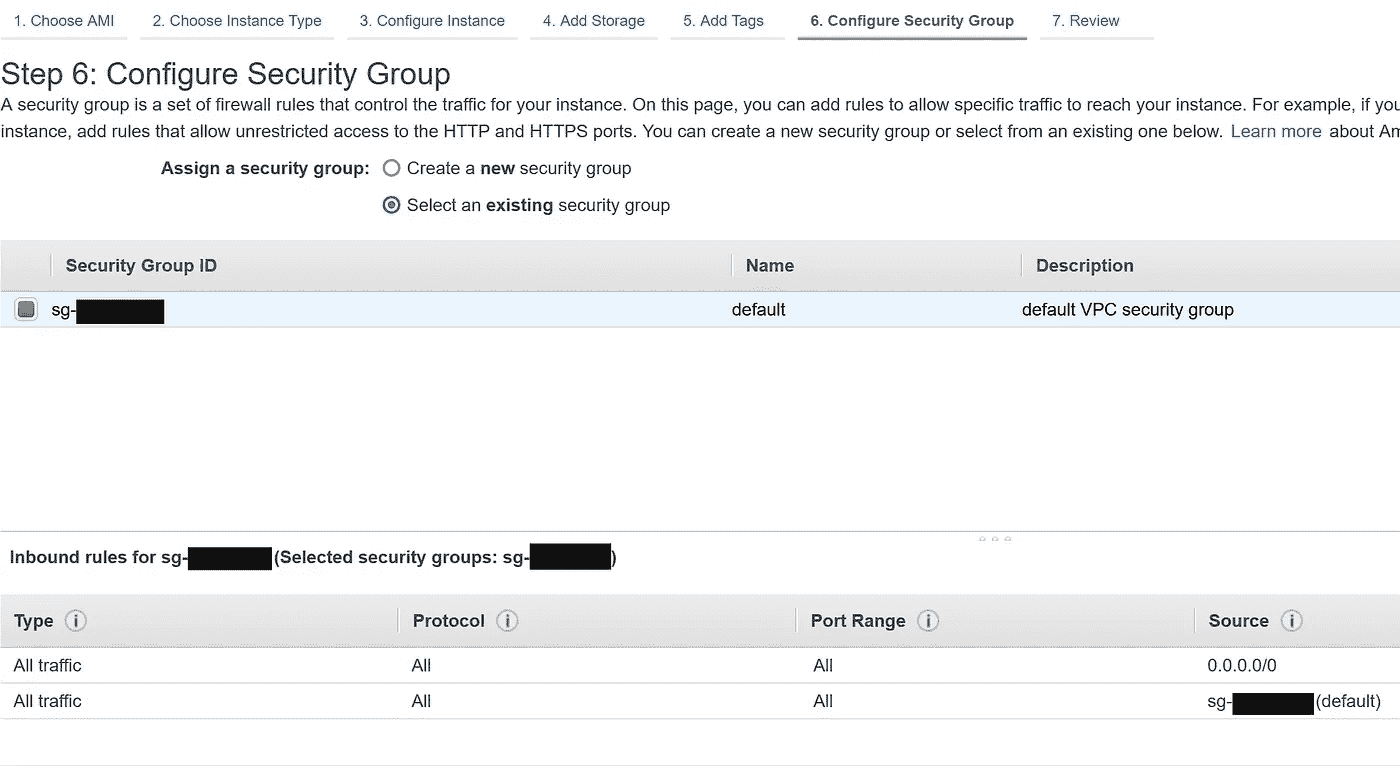 1. Choose AMI 2. Choose Instance Type 3. Configure Instance 4. Add Storage 5. Add Tags 6. Configure Security Group 7. Review
Step 6: Configure Security Group
A security group is a set of firewall rules that control the traffic for your instance. On this page, you can add rules to allow specific traffic to reach your instance. For example, if you
instance, add rules that allow unrestricted access to the HTTP and HTTPS ports. You can create a new security group or select from an existing one below. Learn more about Am
Assign a security group: Create a new security group
Select an existing security group
Security Group ID Name Description
sg- default default VPC security group
Inbound rules for sg- (Selected security groups: sg- )
Type i Protocol i Port Range i Source i
All traffic All All 0.0.0.0/0
All traffic All All sg- (default)